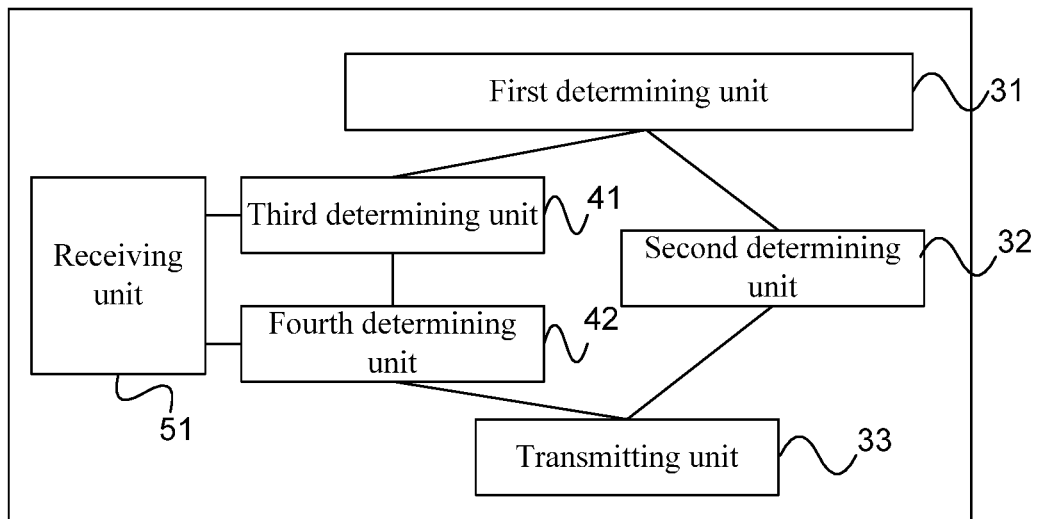 First determining unit
31
Third determining unit
41
Receiving
unit
Second determining
unit
32
Fourth determining
unit
42
51
Transmitting unit
33